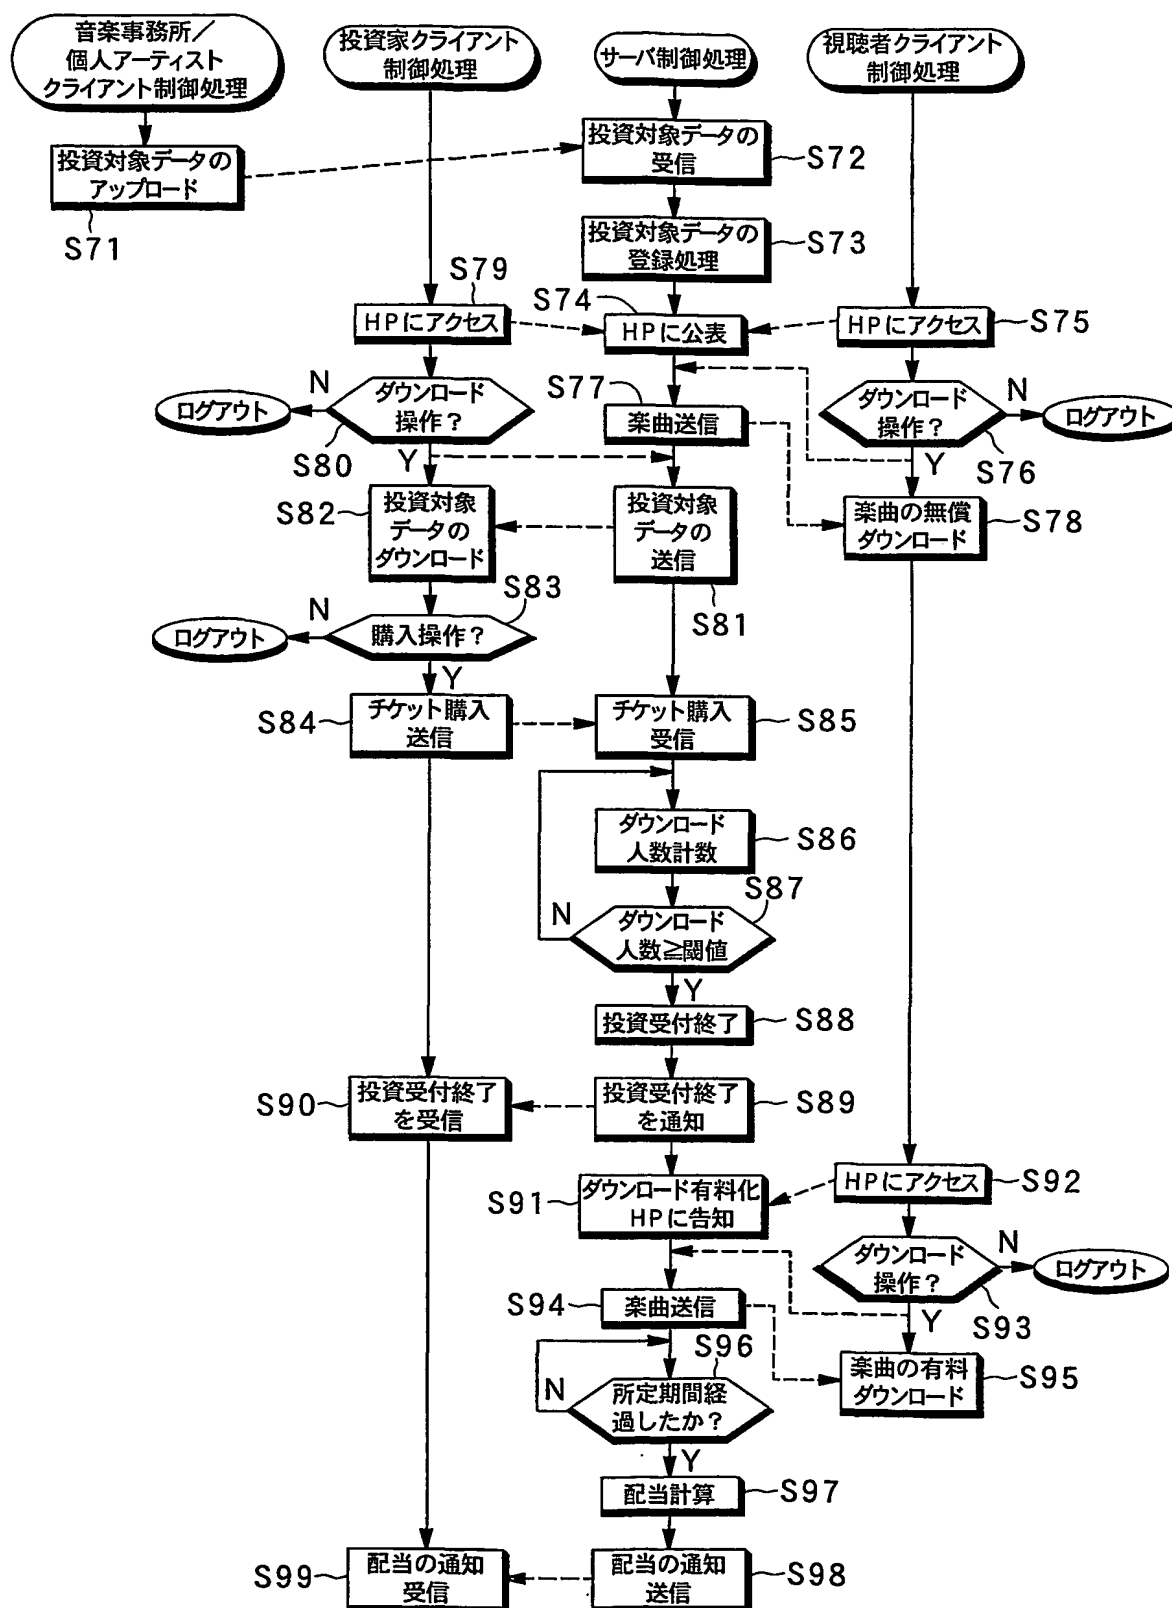 音楽事務所／
個人アーティスト
クライアント制御処理
投資家クライアント
制御処理
サーバ制御処理
視聴者クライアント
制御処理
投資対象データの
アップロード
S71
投資対象データの
受信
S72
投資対象データの
登録処理
S73
S79
HPにアクセス
S74
HPに公表
HPにアクセス
S75
ログアウト
N
ダウンロード
操作？
S80
Y
S77
楽曲送信
ダウンロード
操作？
N
ログアウト
S76
Y
S82
投資対象
データの
ダウンロード
投資対象
データの
送信
S81
楽曲の無償
ダウンロード
S78
S83
ログアウト
N
購入操作？
Y
S84
チケット購入
送信
チケット購入
受信
S85
ダウンロード
人数計数
S86
S87
N
ダウンロード
人数≧閾値
Y
投資受付終了
S88
S90
投資受付終了
を受信
投資受付終了
を通知
S89
S91
ダウンロード有料化
HPに告知
HPにアクセス
S92
ダウンロード
操作？
N
ログアウト
S93
Y
S94
楽曲送信
S96
楽曲の有料
ダウンロード
S95
N
所定期間経
過したか？
Y
配当計算
S97
S99
配当の通知
受信
配当の通知
送信
S98